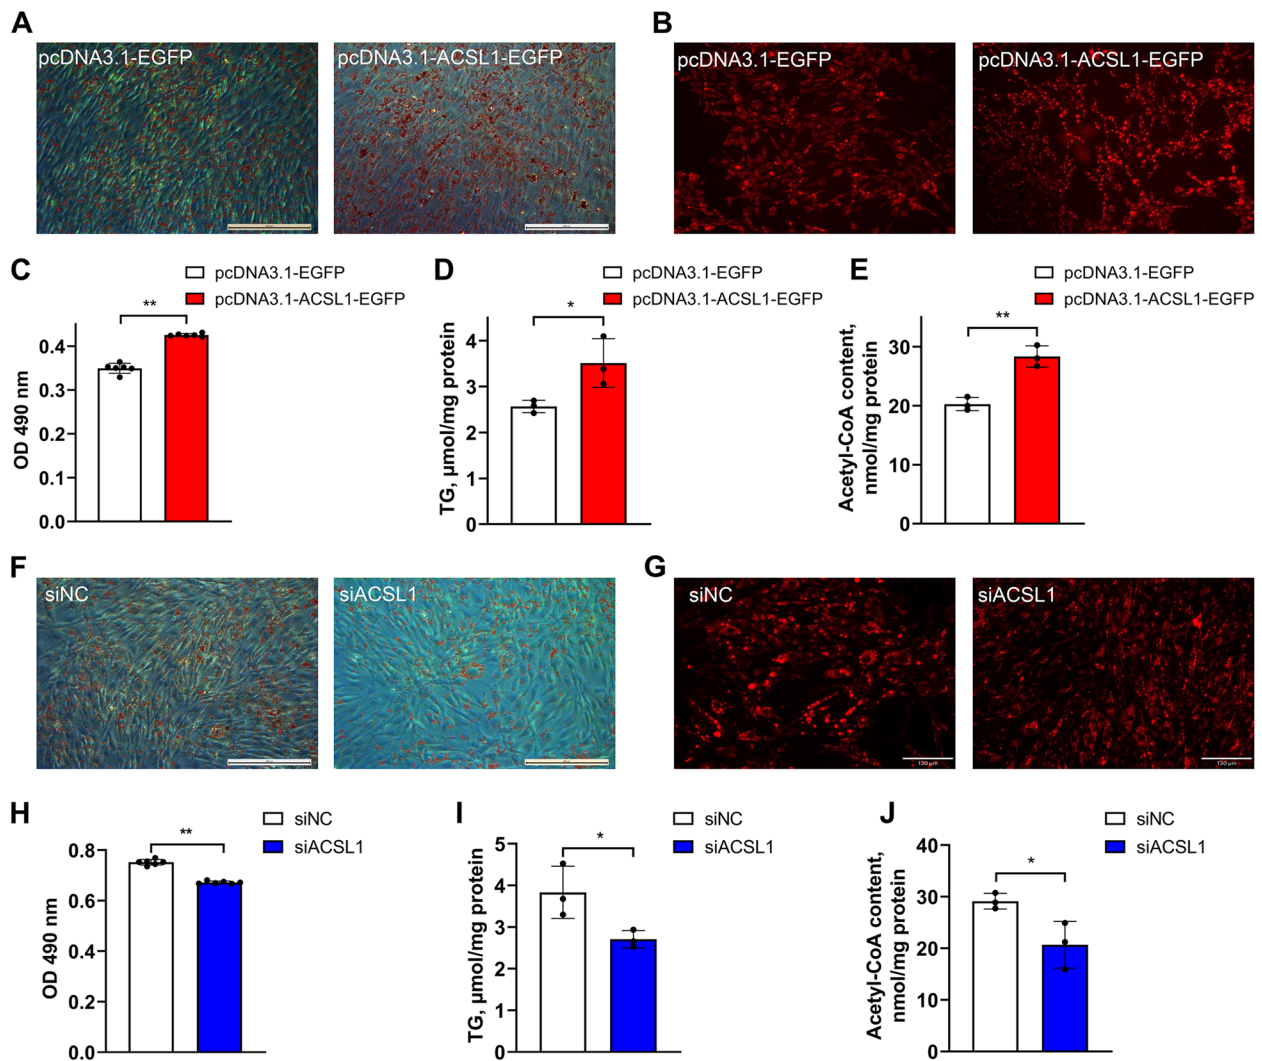 A
B
pcDNA3.1-EGFP
pcDNA3.1-ACSL1-EGFP
pcDNA3.1-EGFP
pcDNA3.1-ACSL1-EGFP
C
pcDNA3.1-EGFP
pcDNA3.1-ACSL1-EGFP
**
OD 490 nm
0.4
0.3
0.2
0.1
0.0
D
pcDNA3.1-EGFP
pcDNA3.1-ACSL1-EGFP
*
TG, μmol/mg protein
4
3
2
1
0
E
pcDNA3.1-EGFP
pcDNA3.1-ACSL1-EGFP
**
Acetyl-CoA content,
nmol/mg protein
30
20
10
0
F
G
siNC
siACSL1
siNC
siACSL1
130 μm
130 μm
H
siNC
siACSL1
**
OD 490 nm
0.8
0.6
0.4
0.2
0.0
I
siNC
siACSL1
*
TG, μmol/mg protein
5
4
3
2
1
0
J
siNC
siACSL1
*
Acetyl-CoA content,
nmol/mg protein
40
30
20
10
0